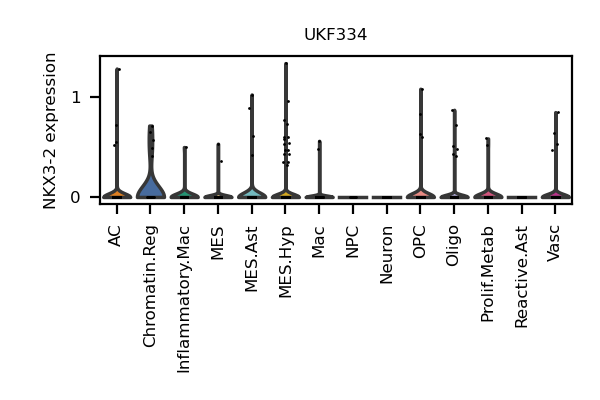 UKF334
NKX3-2 expression
1
0
AC
Chromatin.Reg
Inflammatory.Mac
MES
MES.Ast
MES.Hyp
Mac
NPC
Neuron
OPC
Oligo
Prolif.Metab
Reactive.Ast
Vasc